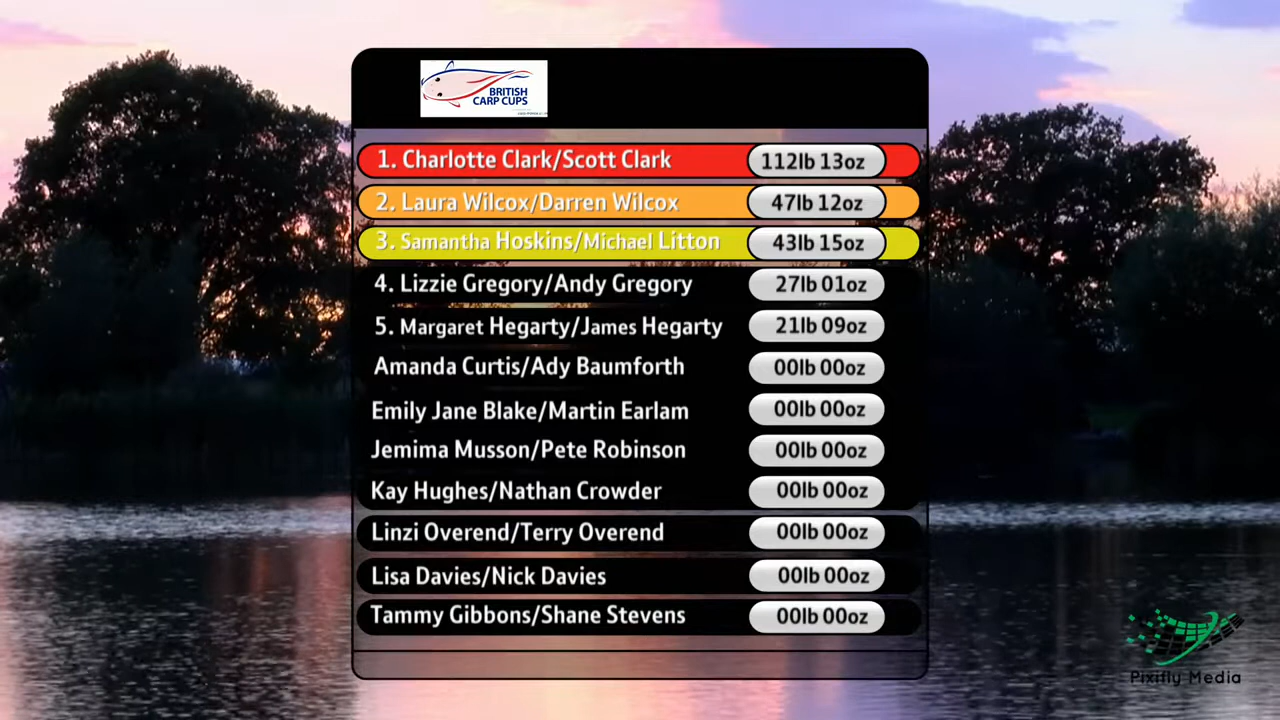 BRITISH
CARP CUPS
1. Charlotte Clark/Scott Clark 112lb 13oz
2. Laura Wilcox/Darren Wilcox 47lb 12oz
3. Samantha Hoskins/Michael Litton 43lb 15oz
4. Lizzie Gregory/Andy Gregory 27lb 01oz
5. Margaret Hegarty/James Hegarty 21lb 09oz
Amanda Curtis/Ady Baumforth 00lb 00oz
Emily Jane Blake/Martin Earlam 00lb 00oz
Jemima Musson/Pete Robinson 00lb 00oz
Kay Hughes/Nathan Crowder 00lb 00oz
Linzi Overend/Terry Overend 00lb 00oz
Lisa Davies/Nick Davies 00lb 00oz
Tammy Gibbons/Shane Stevens 00lb 00oz
Pixifly Media